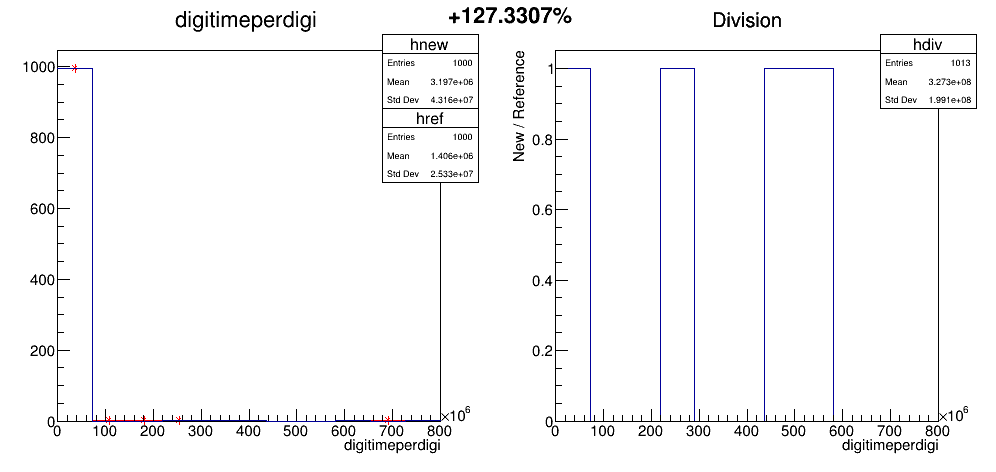 +127.3307%
digitimeperdigi
hnew
Entries 1000
Mean 3.197e+06
Std Dev 4.316e+07
href
Entries 1000
Mean 1.406e+06
Std Dev 2.533e+07
1000
800
600
400
200
0
0 100 200 300 400 500 600 700 800
×10⁶
digitimeperdigi
Division
hdiv
Entries 1013
Mean 3.273e+08
Std Dev 1.991e+08
New / Reference
1
0.8
0.6
0.4
0.2
0
0 100 200 300 400 500 600 700 800
×10⁶
digitimeperdigi